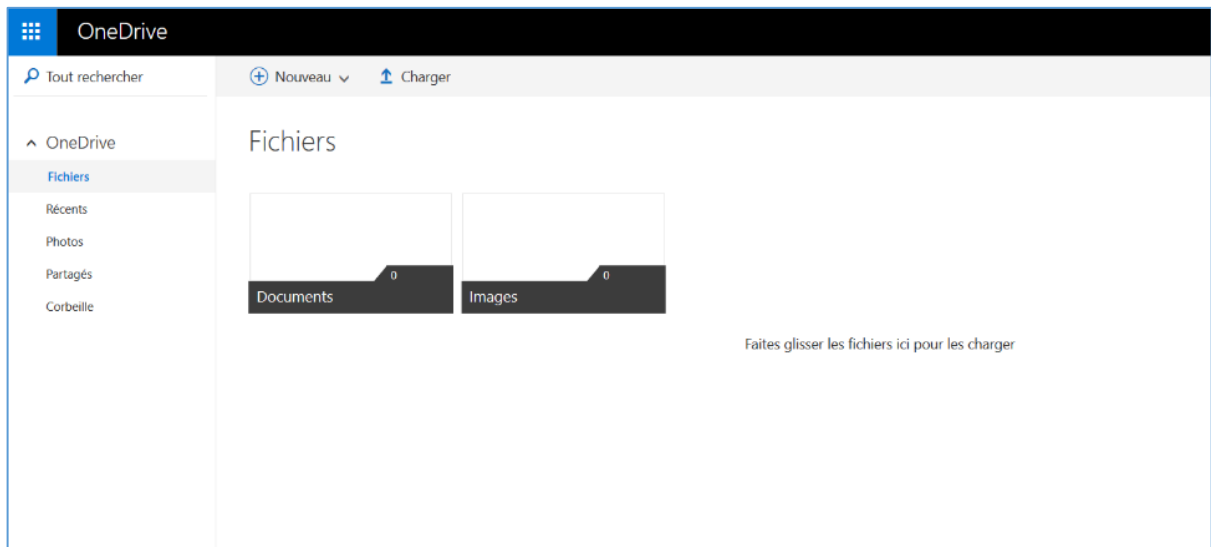 OneDrive
Tout rechercher
Nouveau
Charger
OneDrive
Fichiers
Récents
Photos
Partagés
Corbeille
Fichiers
0
Documents
0
Images
Faites glisser les fichiers ici pour les charger